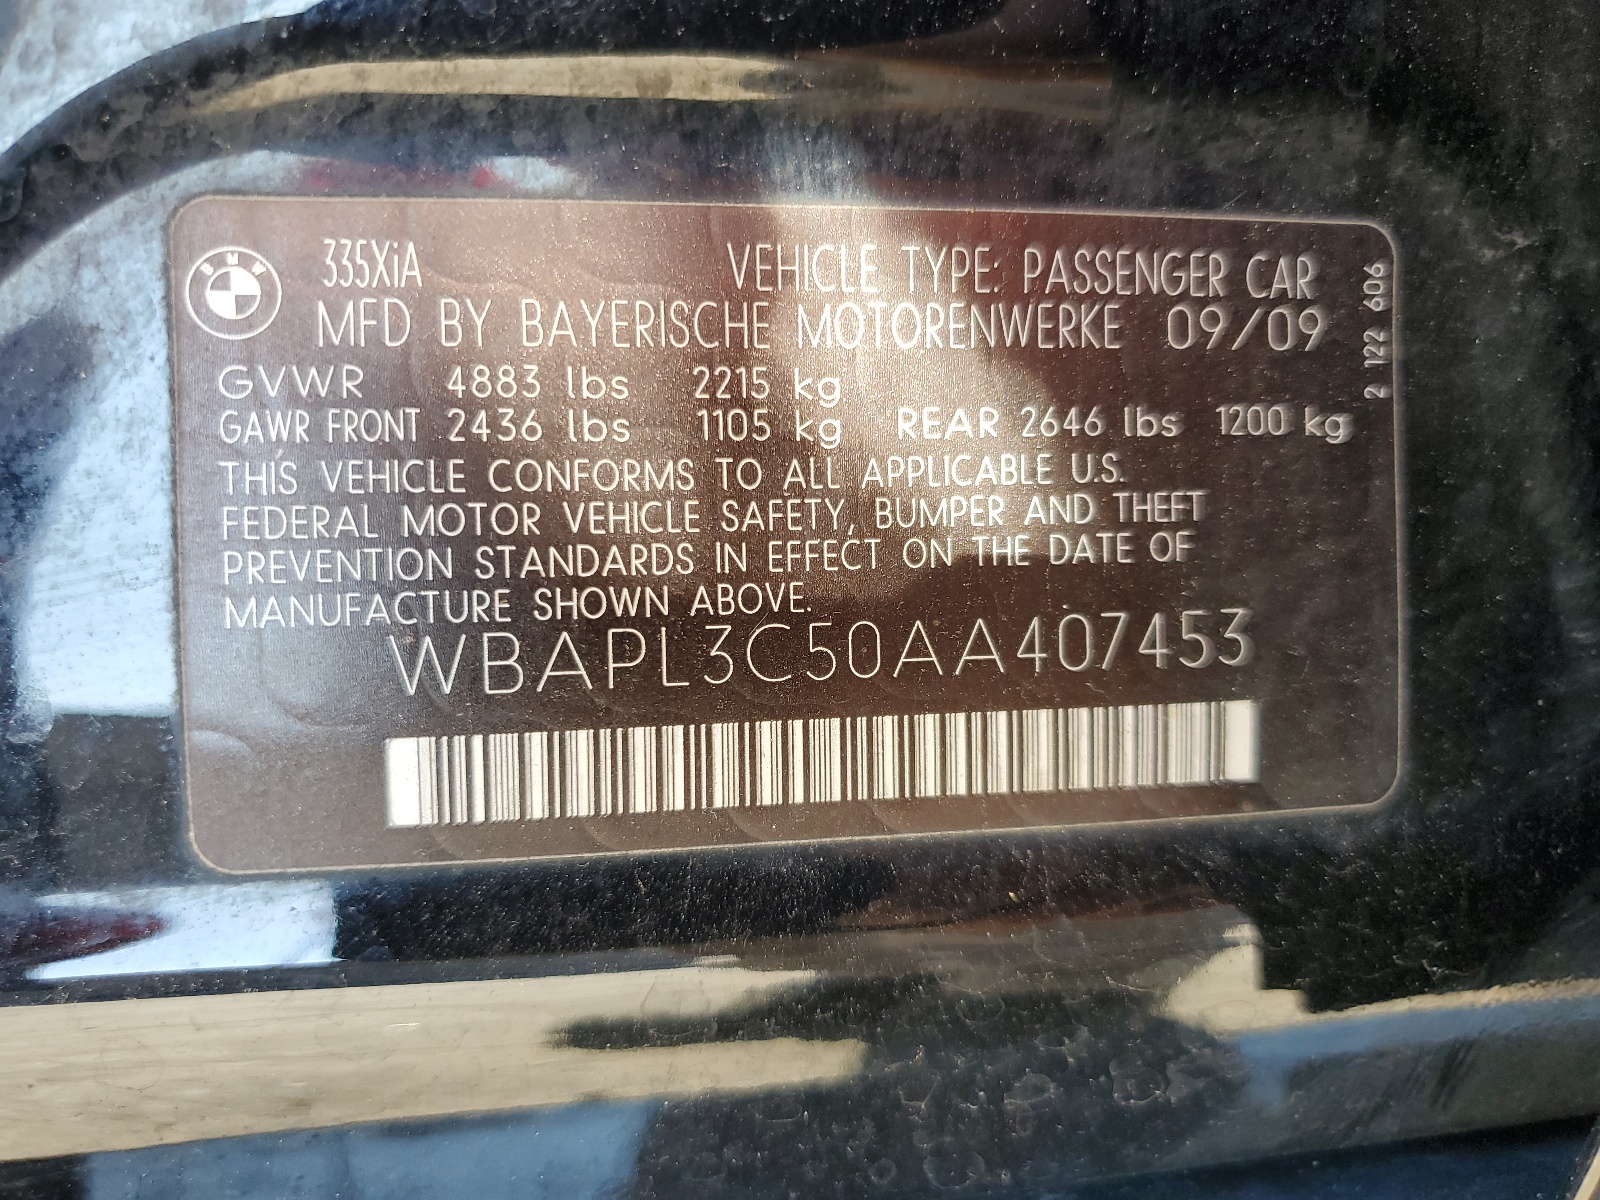 BMW
335XiA VEHICLE TYPE: PASSENGER CAR
MFD BY BAYERISCHE MOTORENWERKE 09/09
GVWR 4883 lbs 2215 kg
GAWR FRONT 2436 lbs 1105 kg REAR 2646 lbs 1200 kg
THIS VEHICLE CONFORMS TO ALL APPLICABLE U.S.
FEDERAL MOTOR VEHICLE SAFETY, BUMPER AND THEFT
PREVENTION STANDARDS IN EFFECT ON THE DATE OF
MANUFACTURE SHOWN ABOVE.
WBAPL3C50AA407453
2 122 606